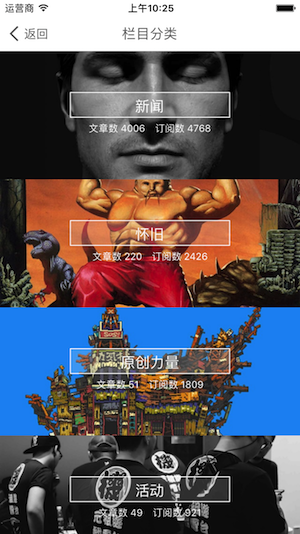 运营商 上午10:25
返回 栏目分类
新闻
文章数 4006 订阅数 4768
怀旧
文章数 220 订阅数 2426
原创力量
文章数 51 订阅数 1809
活动
文章数 49 订阅数 921